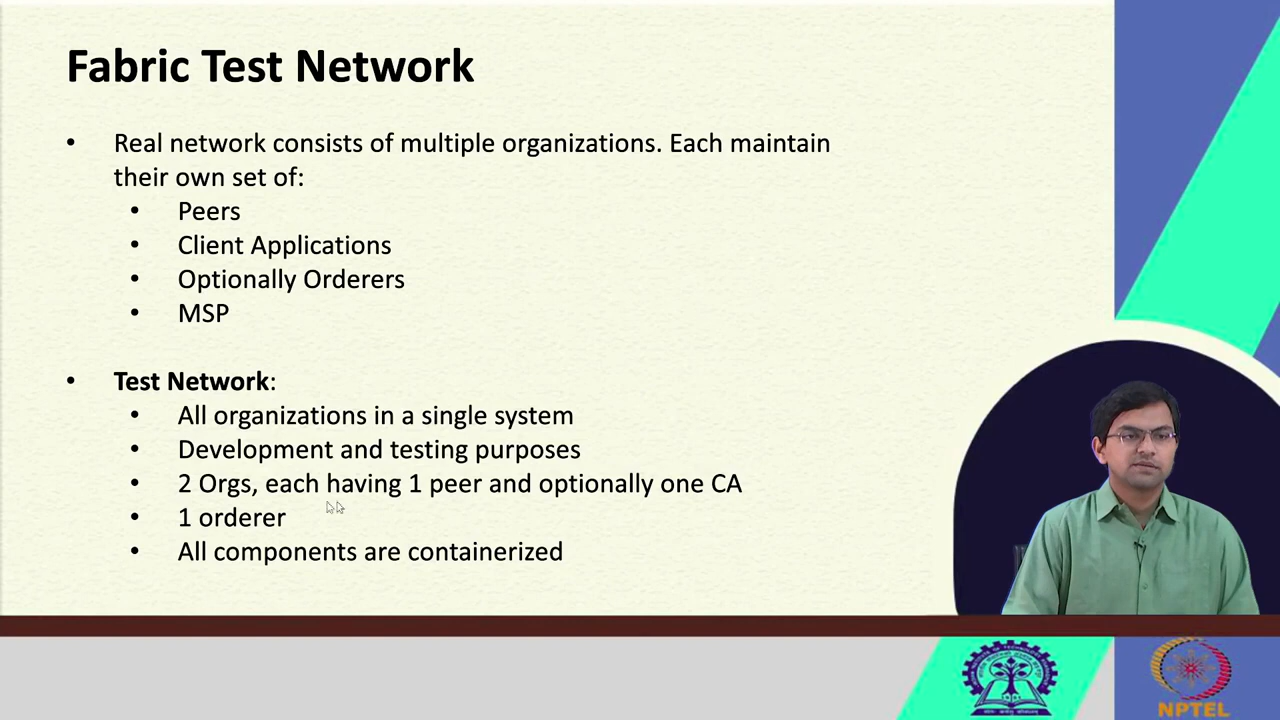 Fabric Test Network
• Real network consists of multiple organizations. Each maintain
their own set of:
• Peers
• Client Applications
• Optionally Orderers
• MSP
• Test Network:
• All organizations in a single system
• Development and testing purposes
• 2 Orgs, each having 1 peer and optionally one CA
• 1 orderer
• All components are containerized
NPTEL